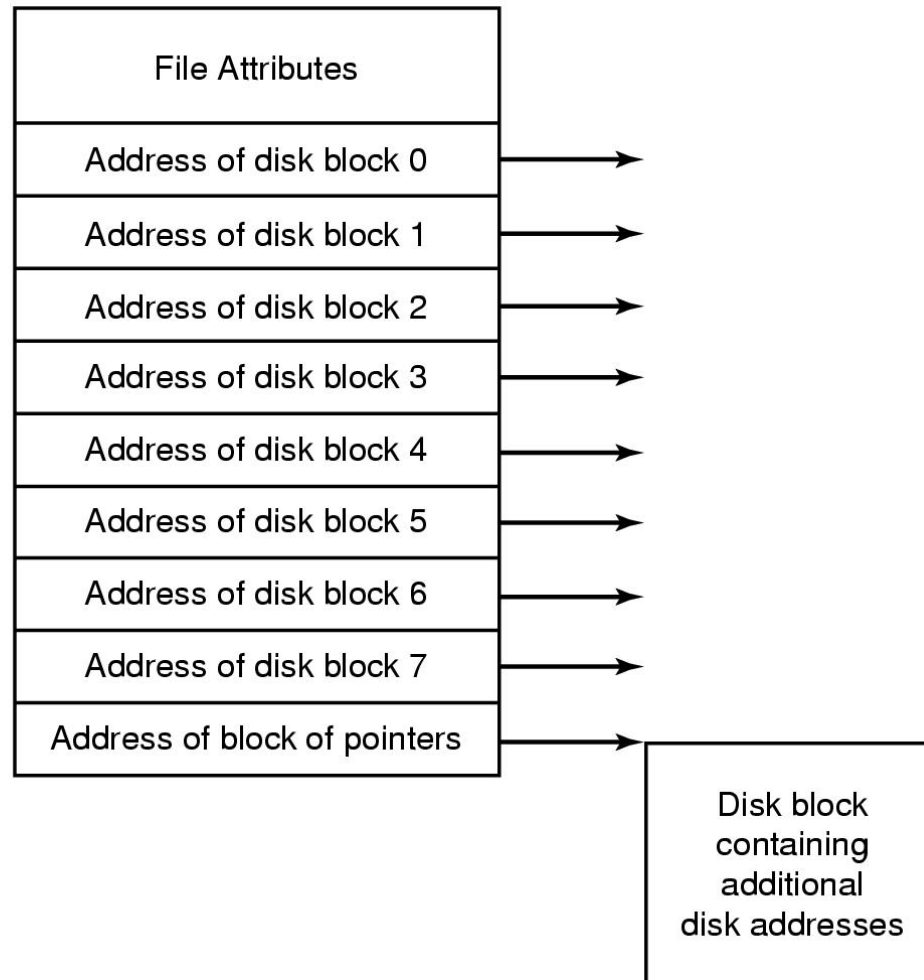 File Attributes
Address of disk block 0
Address of disk block 1
Address of disk block 2
Address of disk block 3
Address of disk block 4
Address of disk block 5
Address of disk block 6
Address of disk block 7
Address of block of pointers
Disk block
containing
additional
disk addresses